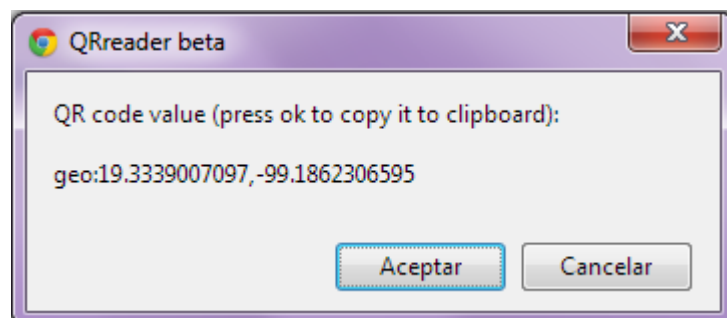 QRreader beta
QR code value (press ok to copy it to clipboard):
geo:19.3339007097,-99.1862306595
Aceptar
Cancelar